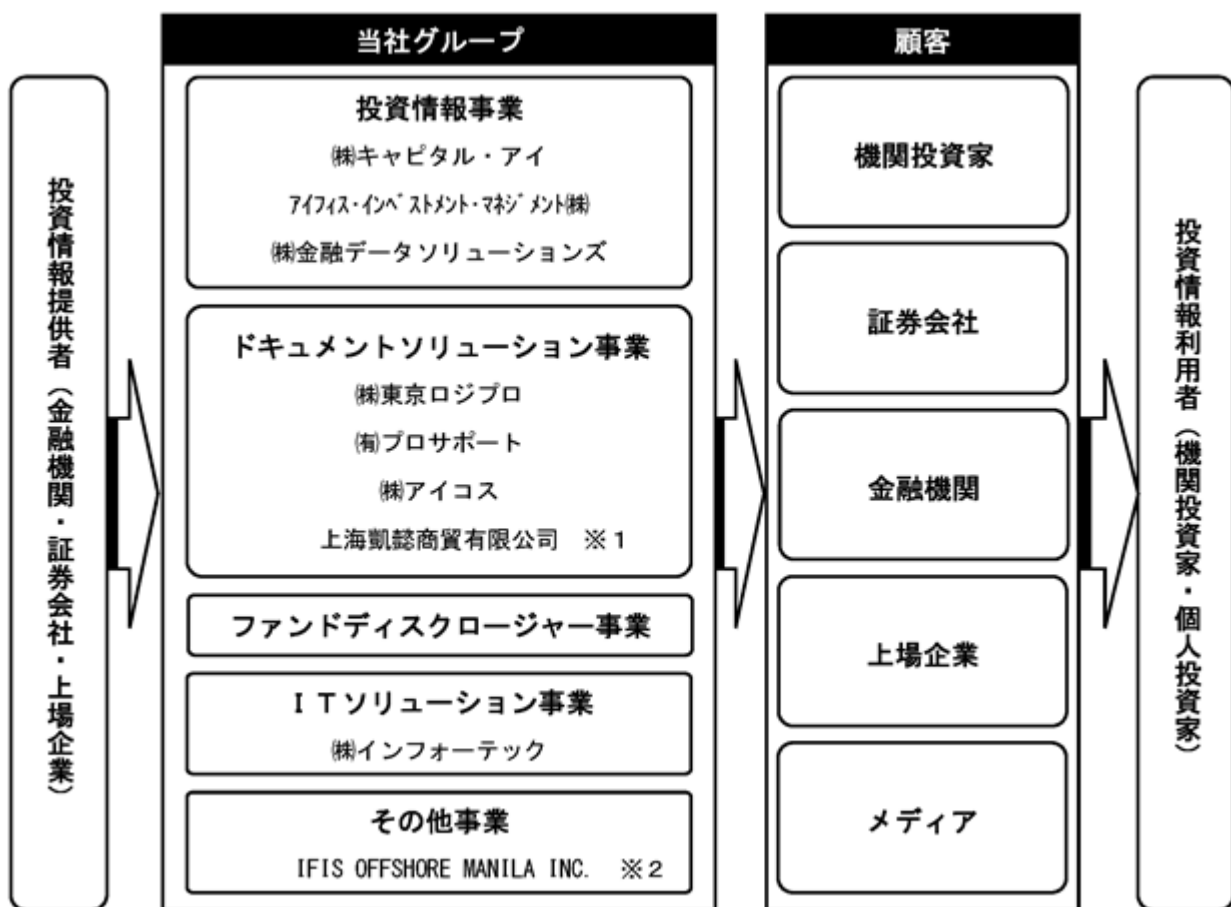 投資情報提供者（金融機関・証券会社・上場企業）
当社グループ
投資情報事業
㈱キャピタル・アイ
ｱｲﾌｨｽ･ｲﾝﾍﾞｽﾄﾒﾝﾄ･ﾏﾈｼﾞﾒﾝﾄ㈱
㈱金融データソリューションズ
ドキュメントソリューション事業
㈱東京ロジプロ
㈲プロサポート
㈱アイコス
上海凱懿商貿有限公司　※１
ファンドディスクロージャー事業
ＩＴソリューション事業
㈱インフォーテック
その他事業
IFIS OFFSHORE MANILA INC.　※２
顧客
機関投資家
証券会社
金融機関
上場企業
メディア
投資情報利用者（機関投資家・個人投資家）